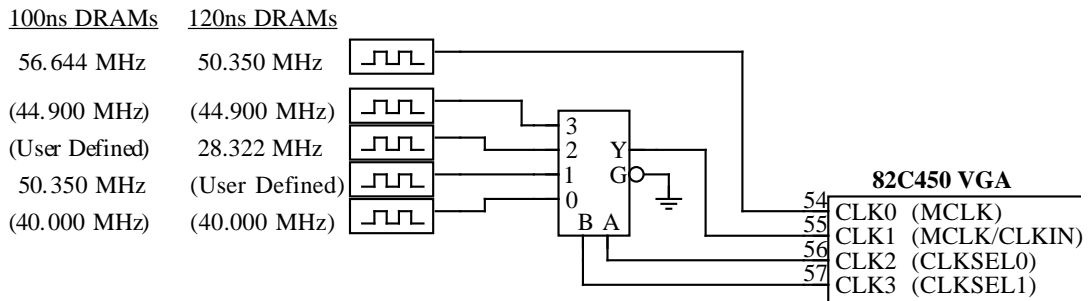 100ns DRAMs 120ns DRAMs
56.644 MHz 50.350 MHz
(44.900 MHz) (44.900 MHz)
(User Defined) 28.322 MHz
50.350 MHz (User Defined)
(40.000 MHz) (40.000 MHz)
3
2 Y
1 G
0
B A
82C450 VGA
54 CLK0 (MCLK)
55 CLK1 (MCLK/CLKIN)
56 CLK2 (CLKSEL0)
57 CLK3 (CLKSEL1)